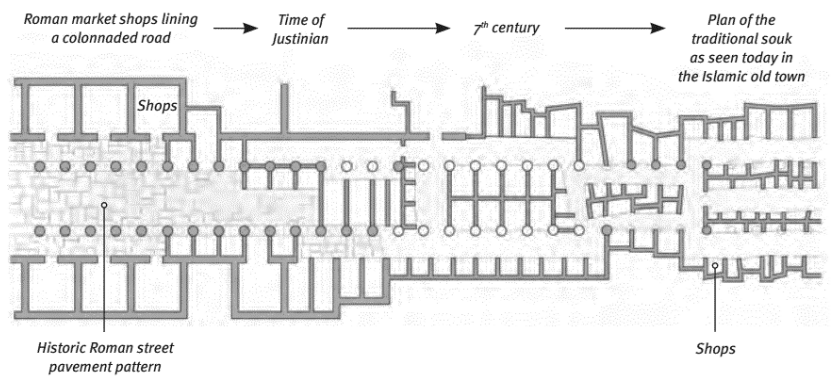 Roman market shops lining
a colonnaded road
Time of
Justinian
7th century
Plan of the
traditional souk
as seen today in
the Islamic old town
Shops
Historic Roman street
pavement pattern
Shops